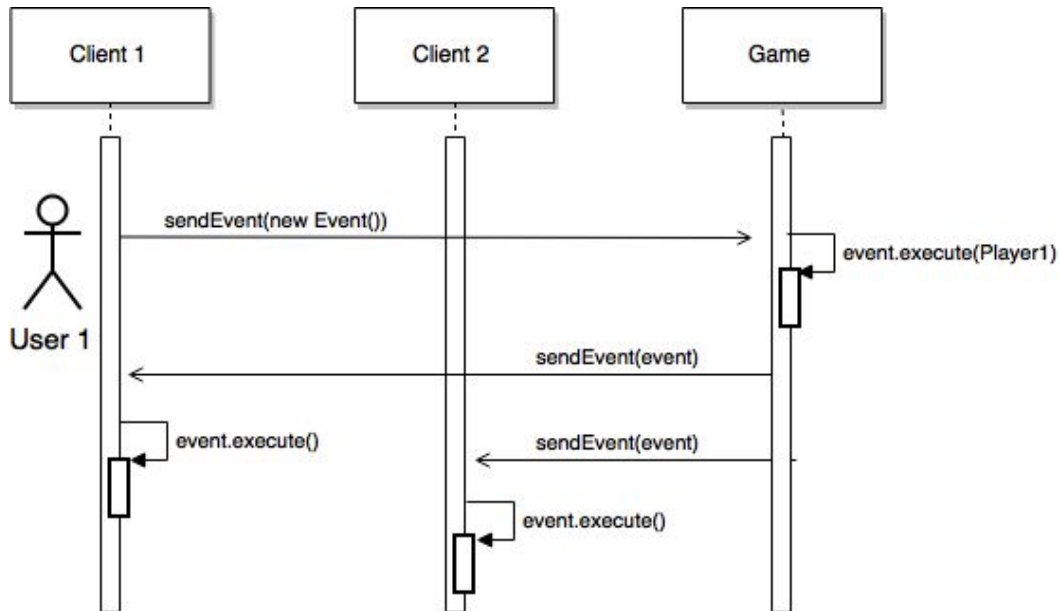 Client 1
Client 2
Game
sendEvent(new Event())
event.execute(Player1)
User 1
sendEvent(event)
event.execute()
sendEvent(event)
event.execute()